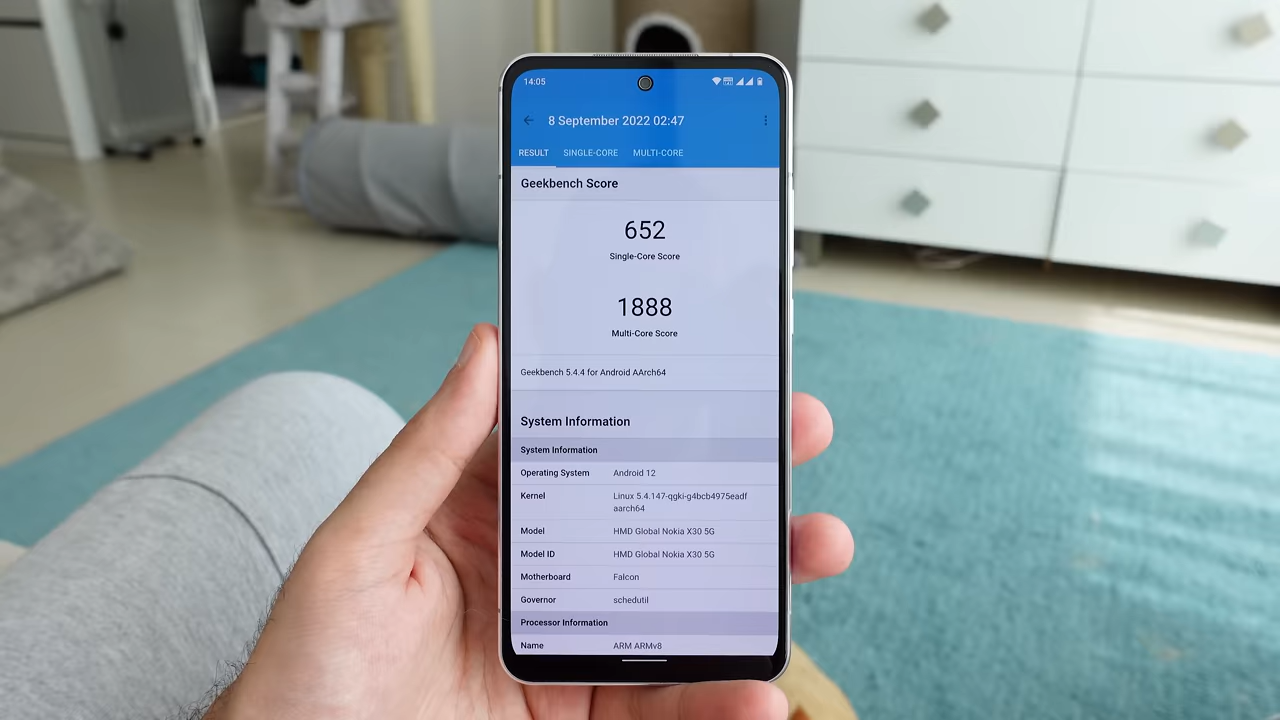 14:05
8 September 2022 02:47
RESULT SINGLE-CORE MULTI-CORE
Geekbench Score
652
Single-Core Score
1888
Multi-Core Score
Geekbench 5.4.4 for Android AArch64
System Information
System Information
Operating System Android 12
Kernel Linux 5.4.147-qgki-g4bcb4975eadf
aarch64
Model HMD Global Nokia X30 5G
Model ID HMD Global Nokia X30 5G
Motherboard Falcon
Governor schedutil
Processor Information
Name ARM ARMv8